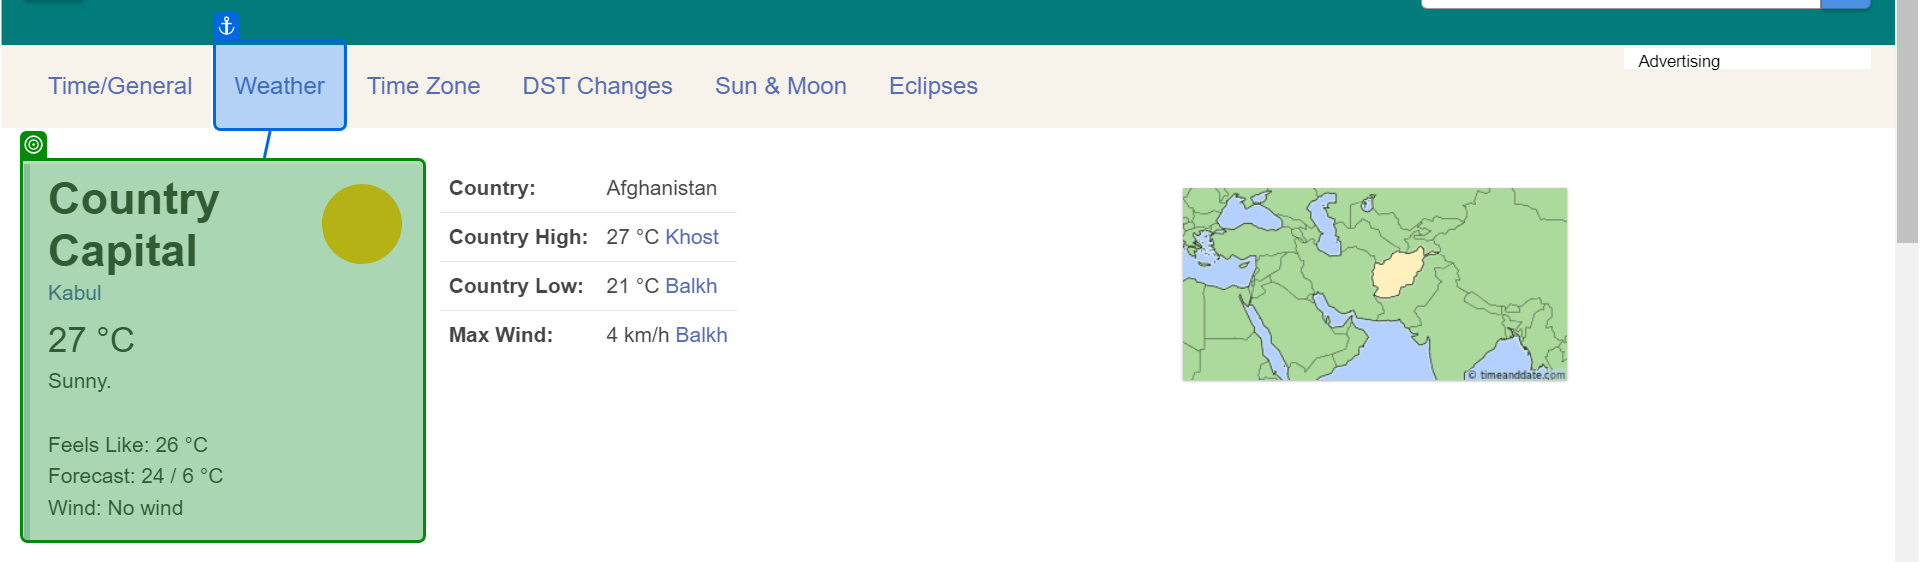 Time/General Weather Time Zone DST Changes Sun & Moon Eclipses
Advertising
Country
Capital
Kabul
27 °C
Sunny.
Feels Like: 26 °C
Forecast: 24 / 6 °C
Wind: No wind
Country: Afghanistan
Country High: 27 °C Khost
Country Low: 21 °C Balkh
Max Wind: 4 km/h Balkh
© timeanddate.com